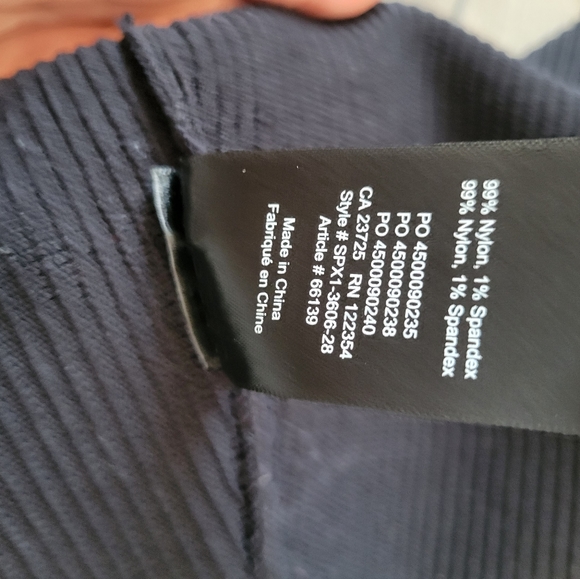 99% Nylon, 1% Spandex
99% Nylon, 1% Spandex
PO 4500090235
PO 4500090238
PO 4500090240
CA 23725 RN 122354
Style # SPX1-3606-28
Article # 66139
Made in China
Fabriqué en Chine